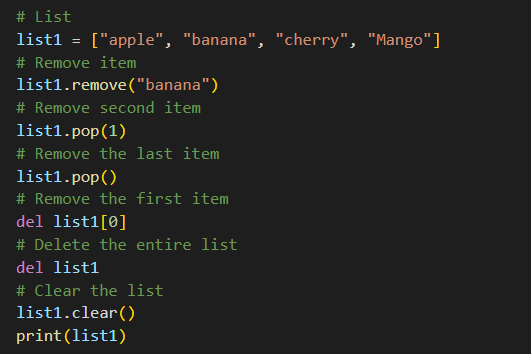 # List
list1 = ["apple", "banana", "cherry", "Mango"]
# Remove item
list1.remove("banana")
# Remove second item
list1.pop(1)
# Remove the last item
list1.pop()
# Remove the first item
del list1[0]
# Delete the entire list
del list1
# Clear the list
list1.clear()
print(list1)